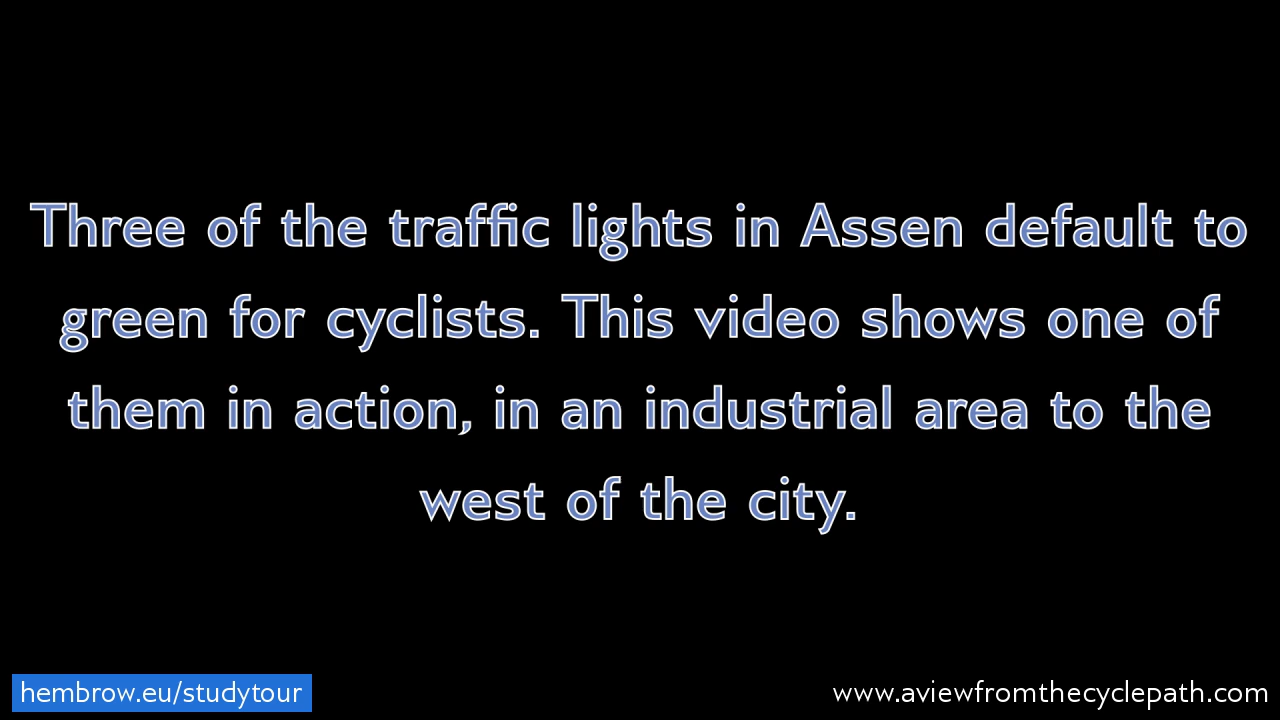 Three of the traffic lights in Assen default to
green for cyclists. This video shows one of
them in action, in an industrial area to the
west of the city.
hembrow.eu/studytour
www.aviewfromthecyclepath.com